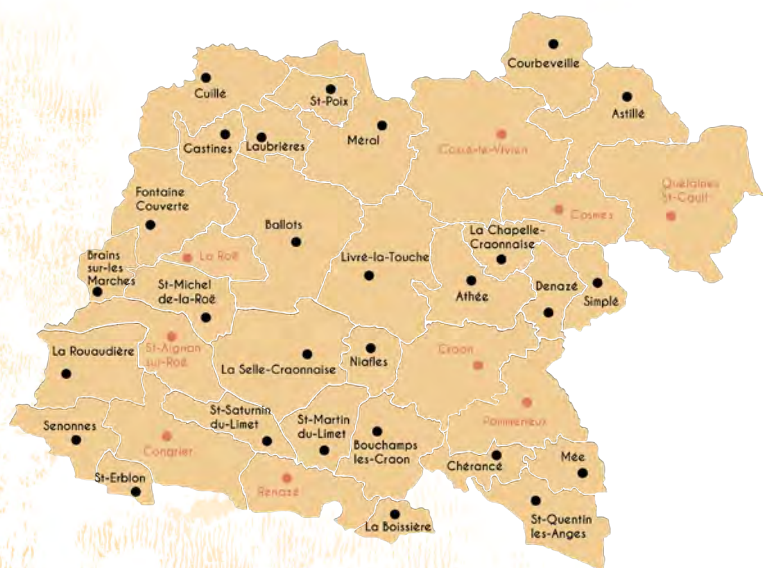 Courbeveille
Cuillé
St-Poix
Astillé
Gastines
Laubrières
Méral
Cossé-le-Vivien
Quelaines
St-Gault
Fontaine
Couverte
Cosmes
Ballots
La Chapelle-
Craonnaise
La Roë
Brains
sur-les
Marches
Livré-la-Touche
St-Michel
de-la-Roë
Athée
Denazé
Simplé
La Rouaudière
St-Aignan
sur-Roë
La Selle-Craonnaise
Niafles
Craon
Pommerieux
St-Saturnin
du-Limet
St-Martin
du-Limet
Senonnes
Congrier
Bouchamps
les-Craon
Chérancé
Mée
St-Erblon
Renazé
La Boissière
St-Quentin
les-Anges